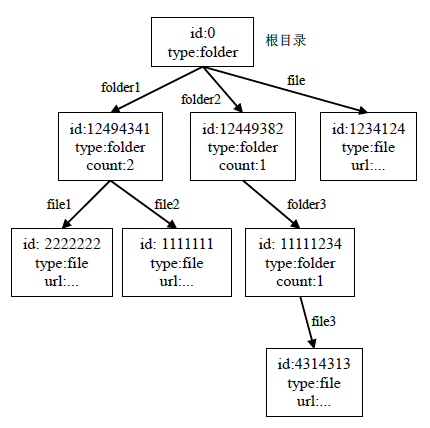 id:0
type:folder
根目录
folder1
folder2
file
id:12494341
type:folder
count:2
id:12449382
type:folder
count:1
id:1234124
type:file
url:...
file1
file2
folder3
id: 2222222
type:file
url:...
id: 1111111
type:file
url:...
id: 11111234
type:folder
count:1
file3
id:4314313
type:file
url:...